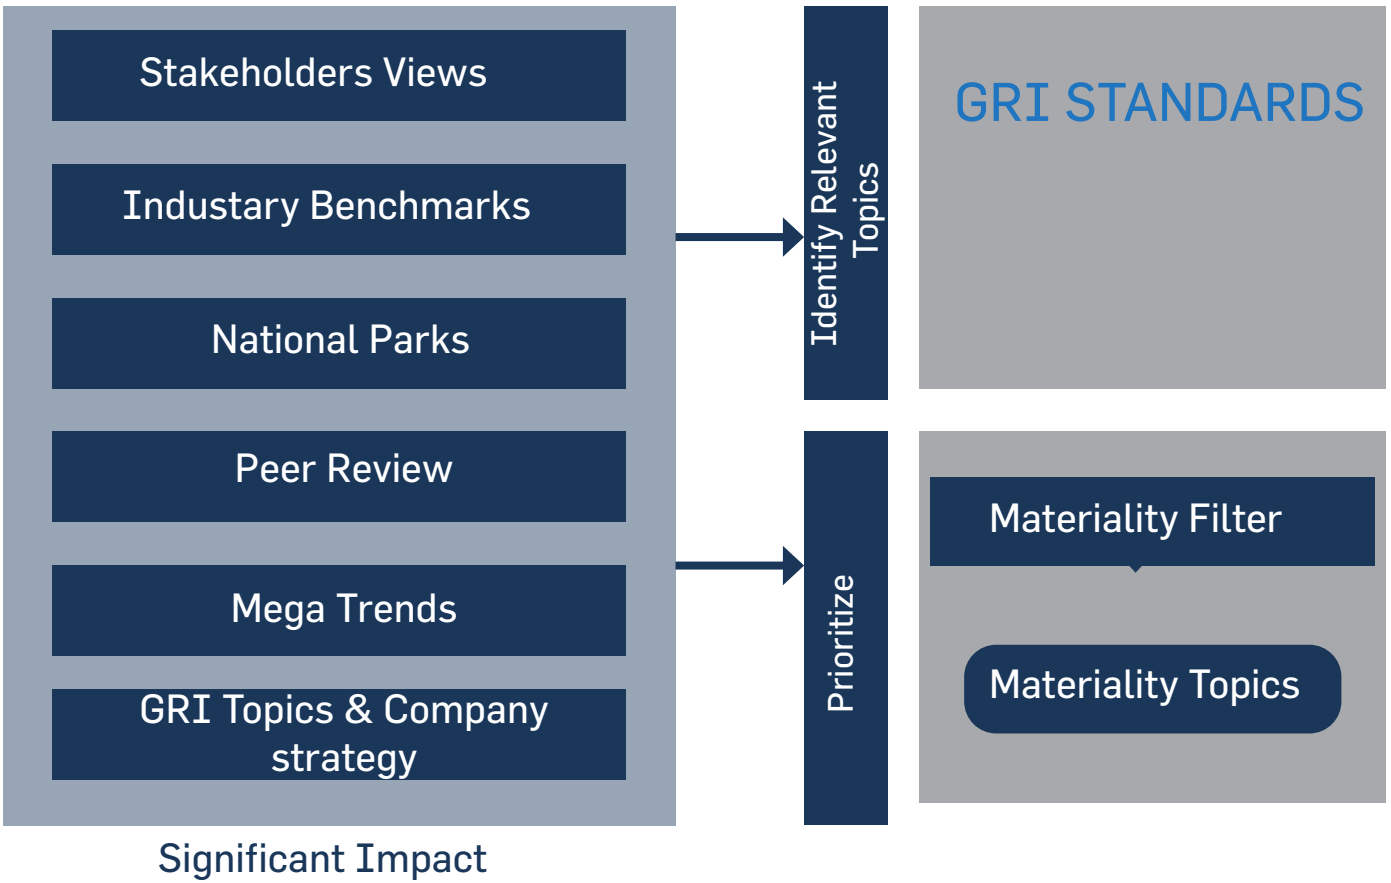 Stakeholders Views
Industary Benchmarks
National Parks
Peer Review
Mega Trends
GRI Topics & Company
strategy
Significant Impact
Identify Relevant
Topics
Prioritize
GRI STANDARDS
Materiality Filter
Materiality Topics